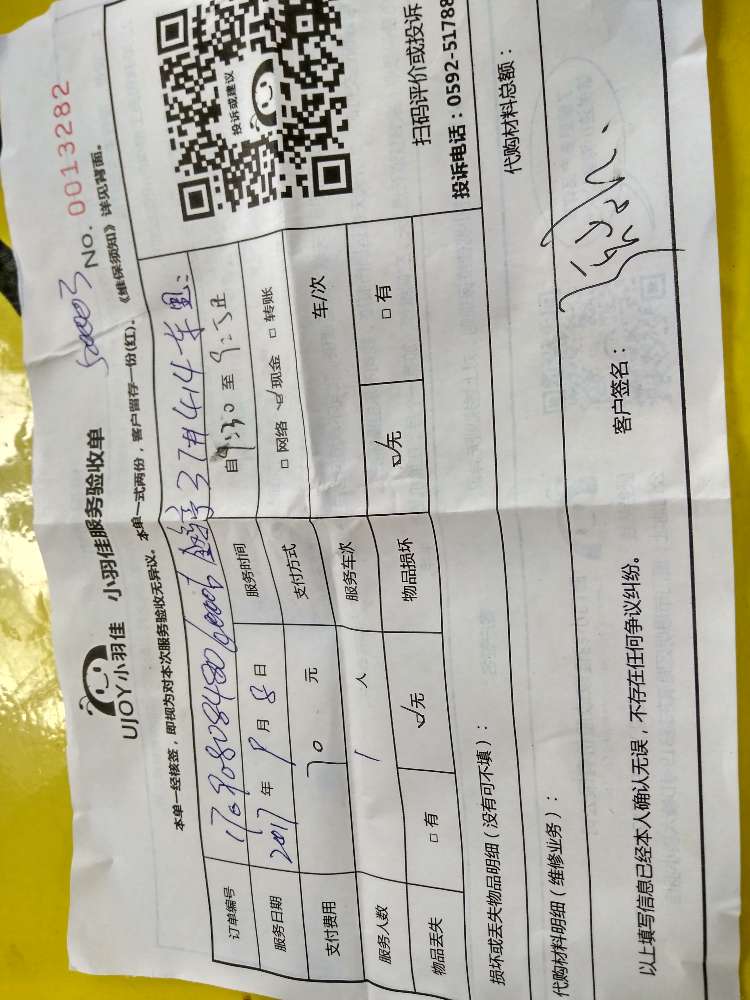 50003
No. 0013282
UJOY小羽佳 小羽佳服务验收单
本单一经核签，即视为对本次服务验收无异议。本单一式两份，客户留存一份(红)。《维保须知》详见背面。
订单编号
37#414
服务日期 2017 年 9 月 8 日 服务时间 自 9:30 至
支付费用 70 元 支付方式 □ 网络 ☑ 现金 □ 转账
服务人数 1 人 服务车次 车/次
物品丢失 □ 有 ☑ 无 物品损坏 ☑ 无 □ 有
投诉或建议
扫码评价或投诉
投诉电话：0592-51788
损坏或丢失物品明细（没有可不填）：
代购材料明细（维修业务）： 代购材料总额：
以上填写信息已经本人确认无误，不存在任何争议纠纷。 客户签名：